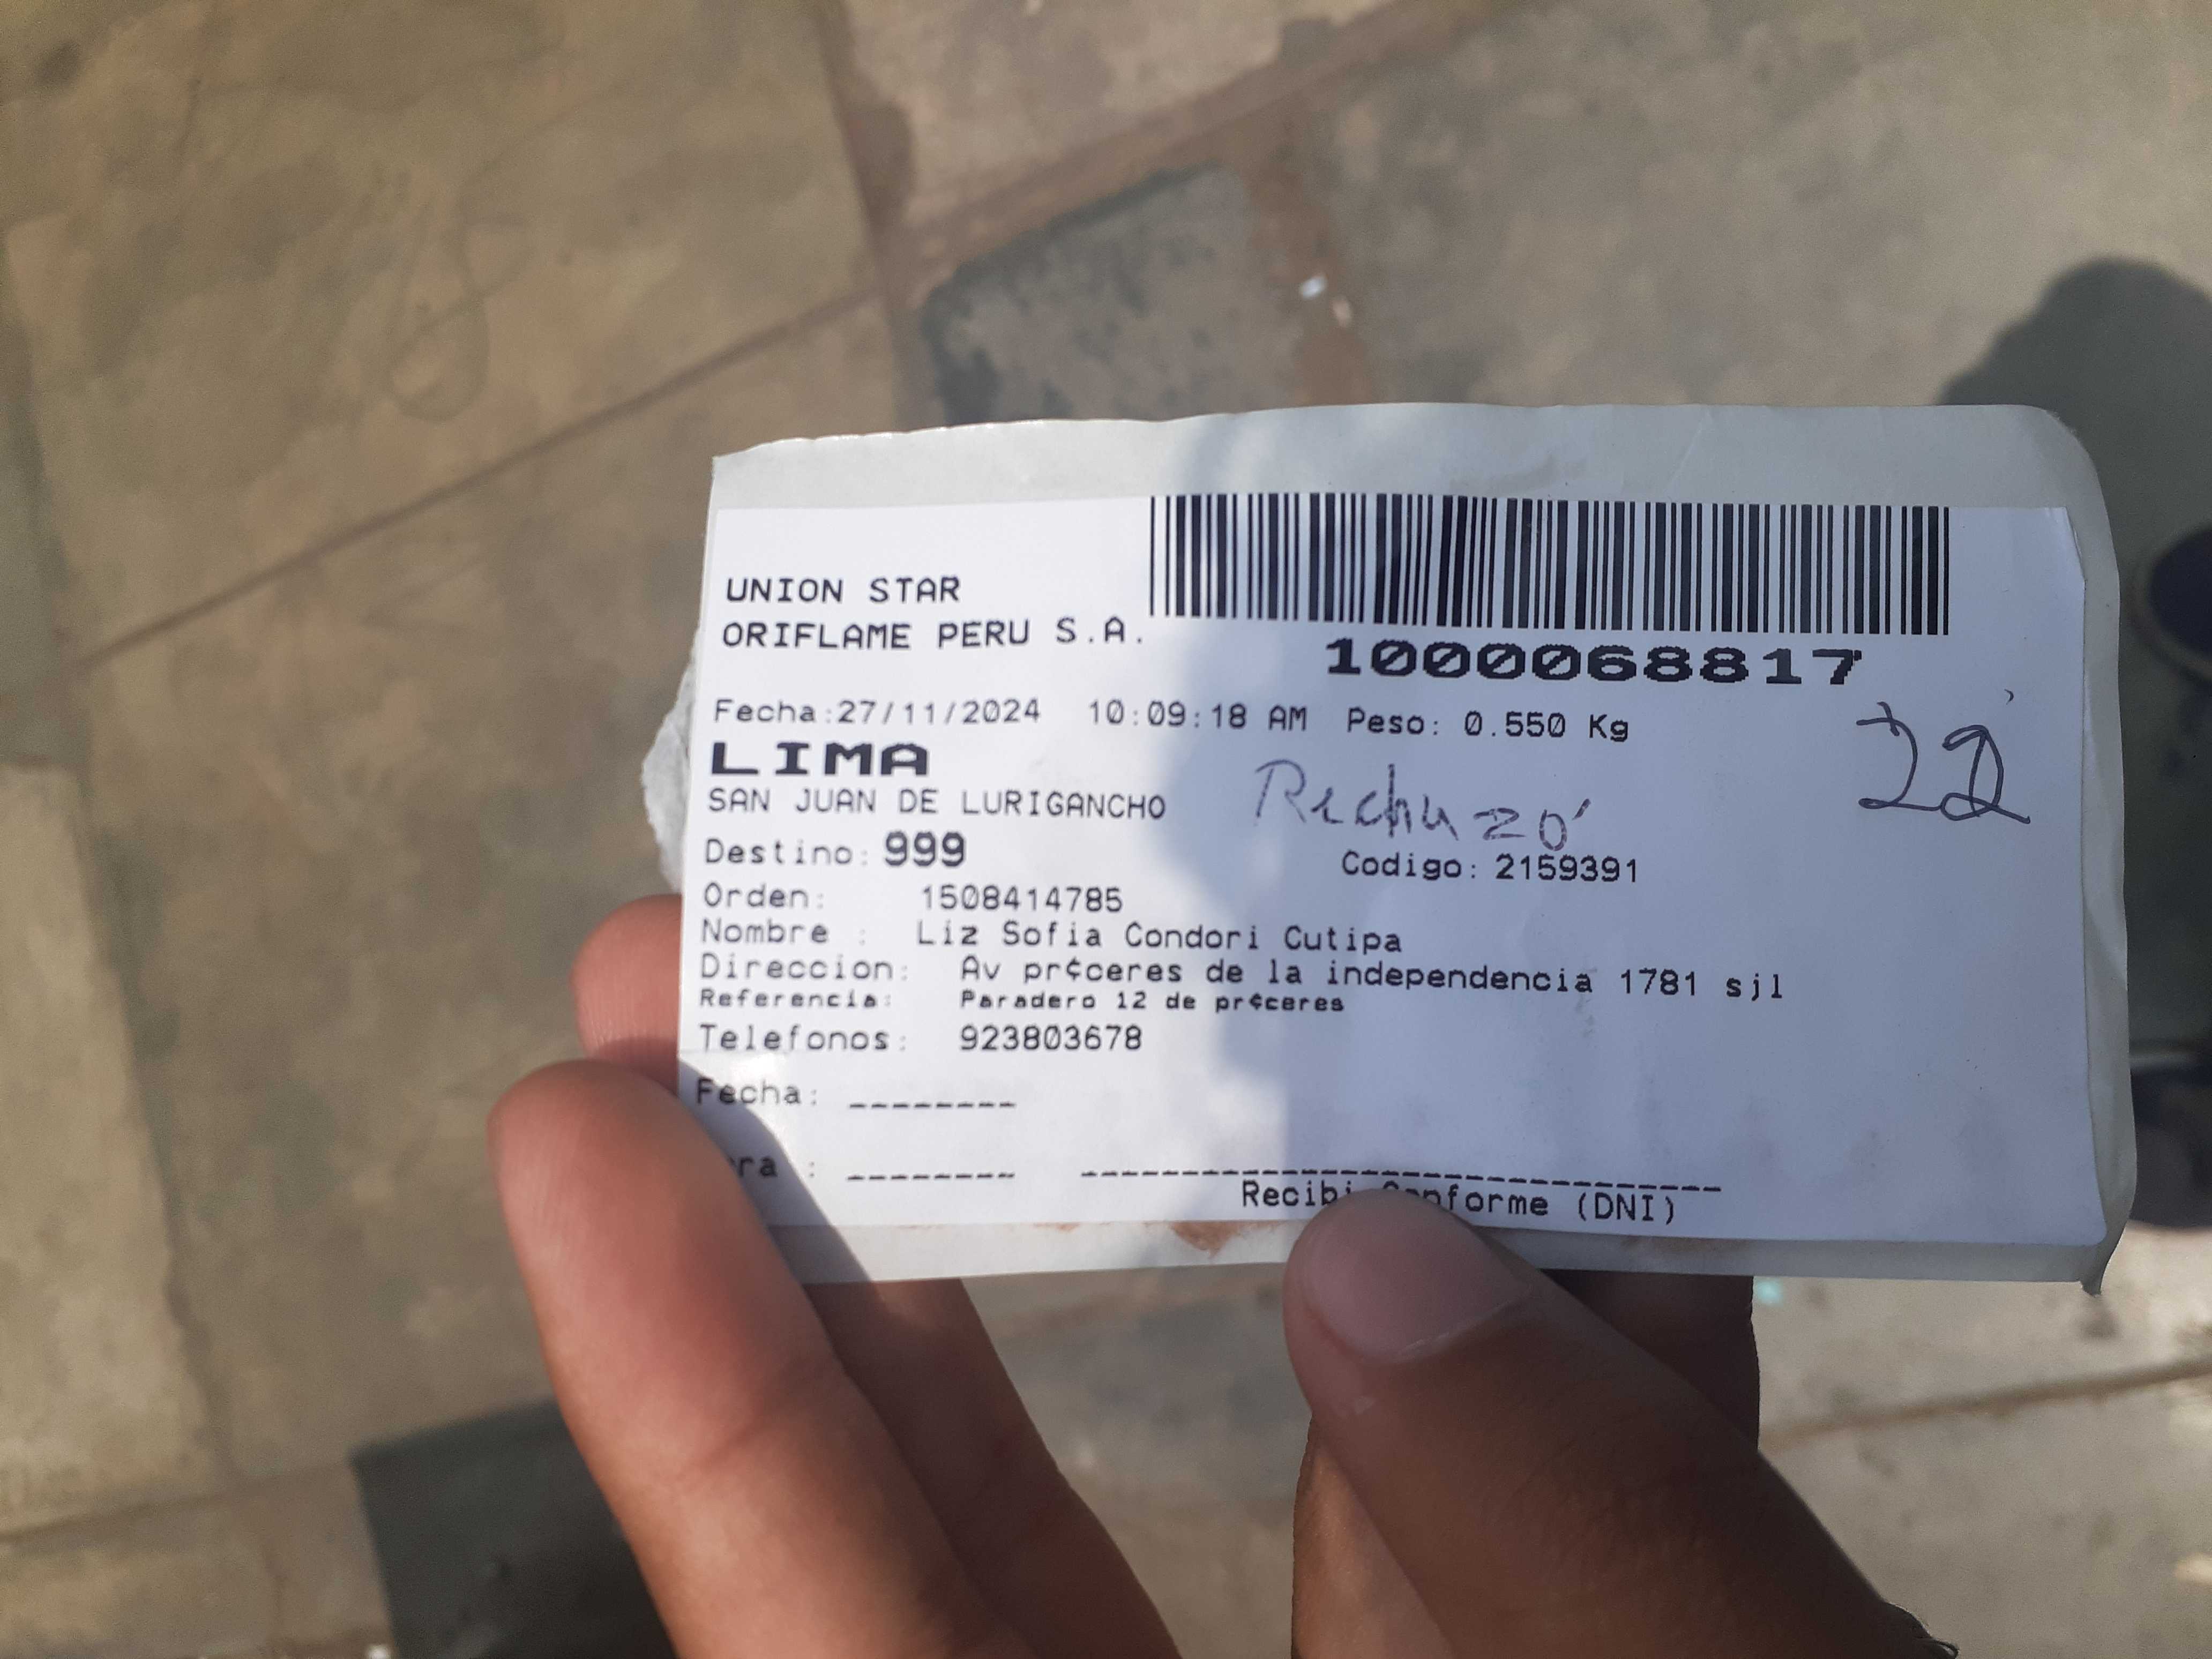 UNION STAR
ORIFLAME PERU S.A.
1000068817
Fecha:27/11/2024 10:09:18 AM Peso: 0.550 Kg
22
LIMA
SAN JUAN DE LURIGANCHO
Rechazó
Destino: 999
Codigo: 2159391
Orden: 1508414785
Nombre : Liz Sofia Condori Cutipa
Direccion: Av pr¢ceres de la independencia 1781 sjl
Referencia: Paradero 12 de pr¢ceres
Telefonos: 923803678
Fecha: --------
ra : -------- ------------------------------
Recibi Conforme (DNI)